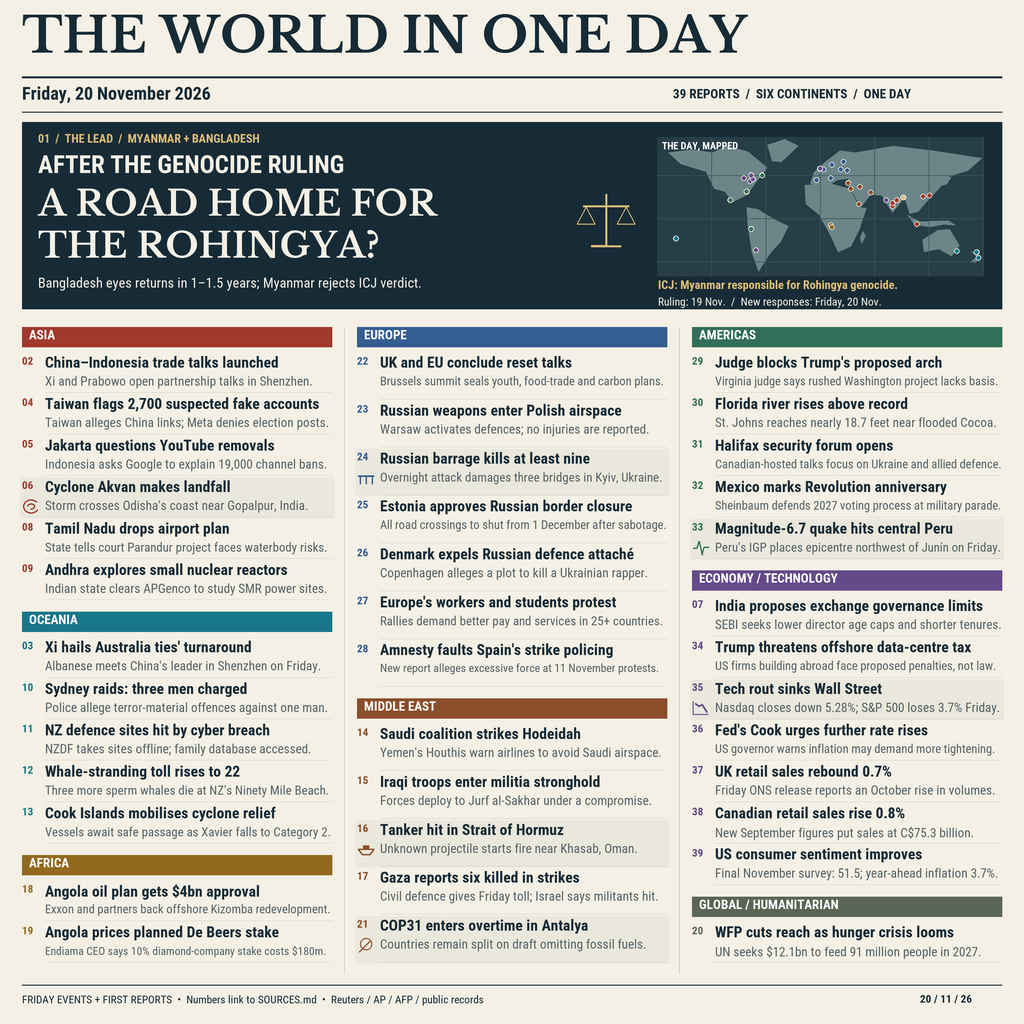 THE WORLD IN ONE DAY
Friday, 20 November 2026
39 REPORTS / SIX CONTINENTS / ONE DAY
01 / THE LEAD / MYANMAR + BANGLADESH
AFTER THE GENOCIDE RULING
A ROAD HOME FOR
THE ROHINGYA?
Bangladesh eyes returns in 1–1.5 years; Myanmar rejects ICJ verdict.
THE DAY, MAPPED
ICJ: Myanmar responsible for Rohingya genocide.
Ruling: 19 Nov. / New responses: Friday, 20 Nov.
ASIA
02 China–Indonesia trade talks launched
Xi and Prabowo open partnership talks in Shenzhen.
04 Taiwan flags 2,700 suspected fake accounts
Taiwan alleges China links; Meta denies election posts.
05 Jakarta questions YouTube removals
Indonesia asks Google to explain 19,000 channel bans.
06 Cyclone Akvan makes landfall
Storm crosses Odisha's coast near Gopalpur, India.
08 Tamil Nadu drops airport plan
State tells court Parandur project faces waterbody risks.
09 Andhra explores small nuclear reactors
Indian state clears APGenco to study SMR power sites.
OCEANIA
03 Xi hails Australia ties' turnaround
Albanese meets China's leader in Shenzhen on Friday.
10 Sydney raids: three men charged
Police allege terror-material offences against one man.
11 NZ defence sites hit by cyber breach
NZDF takes sites offline; family database accessed.
12 Whale-stranding toll rises to 22
Three more sperm whales die at NZ's Ninety Mile Beach.
13 Cook Islands mobilises cyclone relief
Vessels await safe passage as Xavier falls to Category 2.
AFRICA
18 Angola oil plan gets $4bn approval
Exxon and partners back offshore Kizomba redevelopment.
19 Angola prices planned De Beers stake
Endiama CEO says 10% diamond-company stake costs $180m.
EUROPE
22 UK and EU conclude reset talks
Brussels summit seals youth, food-trade and carbon plans.
23 Russian weapons enter Polish airspace
Warsaw activates defences; no injuries are reported.
24 Russian barrage kills at least nine
Overnight attack damages three bridges in Kyiv, Ukraine.
25 Estonia approves Russian border closure
All road crossings to shut from 1 December after sabotage.
26 Denmark expels Russian defence attaché
Copenhagen alleges a plot to kill a Ukrainian rapper.
27 Europe's workers and students protest
Rallies demand better pay and services in 25+ countries.
28 Amnesty faults Spain's strike policing
New report alleges excessive force at 11 November protests.
MIDDLE EAST
14 Saudi coalition strikes Hodeidah
Yemen's Houthis warn airlines to avoid Saudi airspace.
15 Iraqi troops enter militia stronghold
Forces deploy to Jurf al-Sakhar under a compromise.
16 Tanker hit in Strait of Hormuz
Unknown projectile starts fire near Khasab, Oman.
17 Gaza reports six killed in strikes
Civil defence gives Friday toll; Israel says militants hit.
21 COP31 enters overtime in Antalya
Countries remain split on draft omitting fossil fuels.
AMERICAS
29 Judge blocks Trump's proposed arch
Virginia judge says rushed Washington project lacks basis.
30 Florida river rises above record
St. Johns reaches nearly 18.7 feet near flooded Cocoa.
31 Halifax security forum opens
Canadian-hosted talks focus on Ukraine and allied defence.
32 Mexico marks Revolution anniversary
Sheinbaum defends 2027 voting process at military parade.
33 Magnitude-6.7 quake hits central Peru
Peru's IGP places epicentre northwest of Junín on Friday.
ECONOMY / TECHNOLOGY
07 India proposes exchange governance limits
SEBI seeks lower director age caps and shorter tenures.
34 Trump threatens offshore data-centre tax
US firms building abroad face proposed penalties, not law.
35 Tech rout sinks Wall Street
Nasdaq closes down 5.28%; S&P 500 loses 3.7% Friday.
36 Fed's Cook urges further rate rises
US governor warns inflation may demand more tightening.
37 UK retail sales rebound 0.7%
Friday ONS release reports an October rise in volumes.
38 Canadian retail sales rise 0.8%
New September figures put sales at C$75.3 billion.
39 US consumer sentiment improves
Final November survey: 51.5; year-ahead inflation 3.7%.
GLOBAL / HUMANITARIAN
20 WFP cuts reach as hunger crisis looms
UN seeks $12.1bn to feed 91 million people in 2027.
FRIDAY EVENTS + FIRST REPORTS • Numbers link to SOURCES.md • Reuters / AP / AFP / public records
20 / 11 / 26